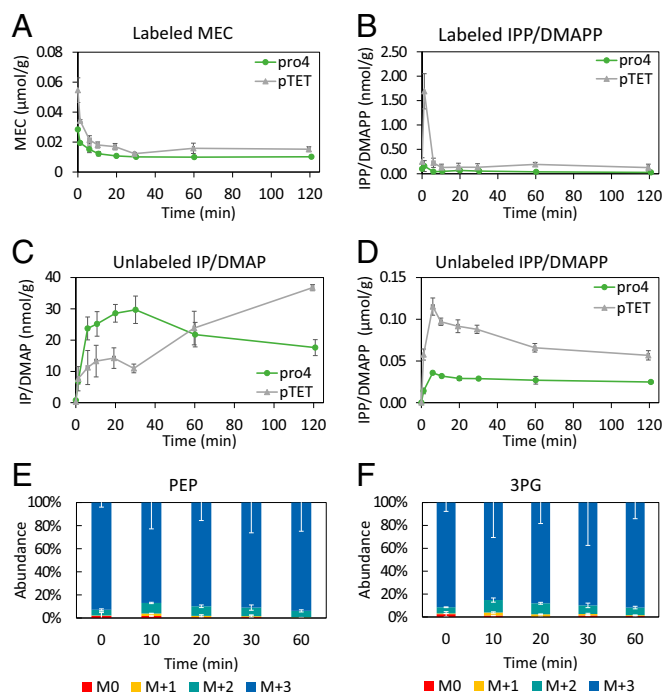 A
Labeled MEC
MEC (µmol/g)
0.08
0.06
0.04
0.02
0
pro4
pTET
0 20 40 60 80 100 120
Time (min)
B
Labeled IPP/DMAPP
IPP/DMAPP (nmol/g)
2.50
2.00
1.50
1.00
0.50
0.00
pro4
pTET
0 20 40 60 80 100 120
Time (min)
C
Unlabeled IP/DMAP
IP/DMAP (nmol/g)
40
30
20
10
0
pro4
pTET
0 20 40 60 80 100 120
Time (min)
D
Unlabeled IPP/DMAPP
IPP/DMAPP (µmol/g)
0.15
0.10
0.05
0.00
pro4
pTET
0 20 40 60 80 100 120
Time (min)
E
PEP
Abundance
100%
80%
60%
40%
20%
0%
0 10 20 30 60
Time (min)
M0 M+1 M+2 M+3
F
3PG
Abundance
100%
80%
60%
40%
20%
0%
0 10 20 30 60
Time (min)
M0 M+1 M+2 M+3